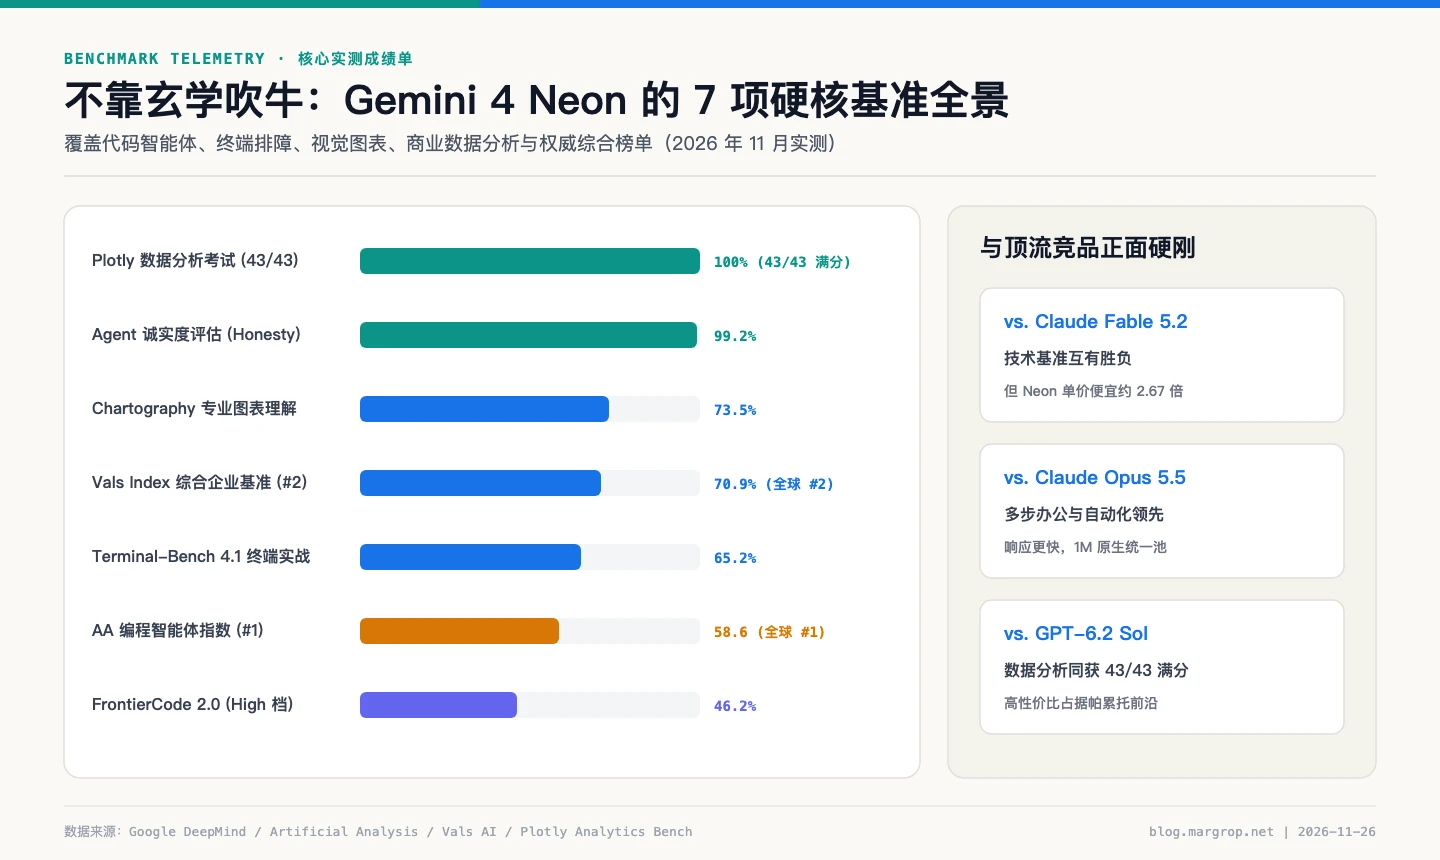 BENCHMARK TELEMETRY · 核心实测成绩单
不靠玄学吹牛：Gemini 4 Neon 的 7 项硬核基准全景
覆盖代码智能体、终端排障、视觉图表、商业数据分析与权威综合榜单（2026 年 11 月实测）
Plotly 数据分析考试 (43/43)
100% (43/43 满分)
Agent 诚实度评估 (Honesty)
99.2%
Chartography 专业图表理解
73.5%
Vals Index 综合企业基准 (#2)
70.9% (全球 #2)
Terminal-Bench 4.1 终端实战
65.2%
AA 编程智能体指数 (#1)
58.6 (全球 #1)
FrontierCode 2.0 (High 档)
46.2%
与顶流竞品正面硬刚
vs. Claude Fable 5.2
技术基准互有胜负
但 Neon 单价便宜约 2.67 倍
vs. Claude Opus 5.5
多步办公与自动化领先
响应更快，1M 原生统一池
vs. GPT-6.2 Sol
数据分析同获 43/43 满分
高性价比占据帕累托前沿
数据来源：Google DeepMind / Artificial Analysis / Vals AI / Plotly Analytics Bench
blog.margrop.net | 2026-11-26